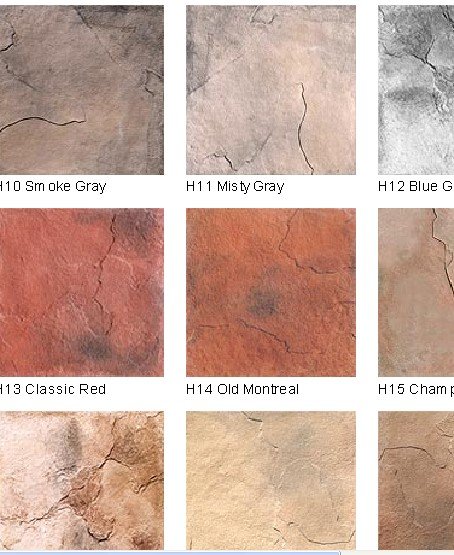 H10 Smoke Gray
H11 Misty Gray
H12 Blue G
H13 Classic Red
H14 Old Montreal
H15 Champ